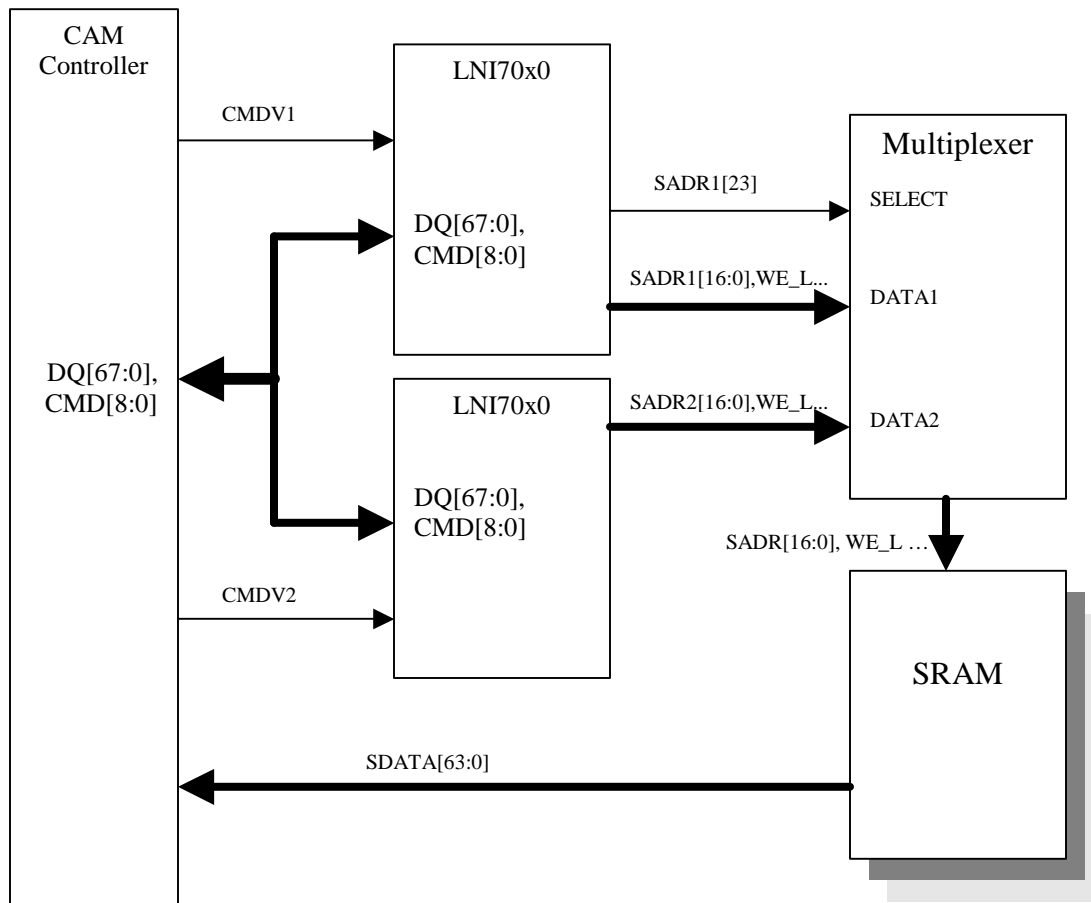 CAM
Controller
LNI70x0
CMDV1
Multiplexer
SADR1[23]
SELECT
DQ[67:0],
CMD[8:0]
SADR1[16:0],WE_L...
DATA1
DQ[67:0],
CMD[8:0]
LNI70x0
SADR2[16:0],WE_L...
DATA2
DQ[67:0],
CMD[8:0]
SADR[16:0], WE_L …
CMDV2
SRAM
SDATA[63:0]